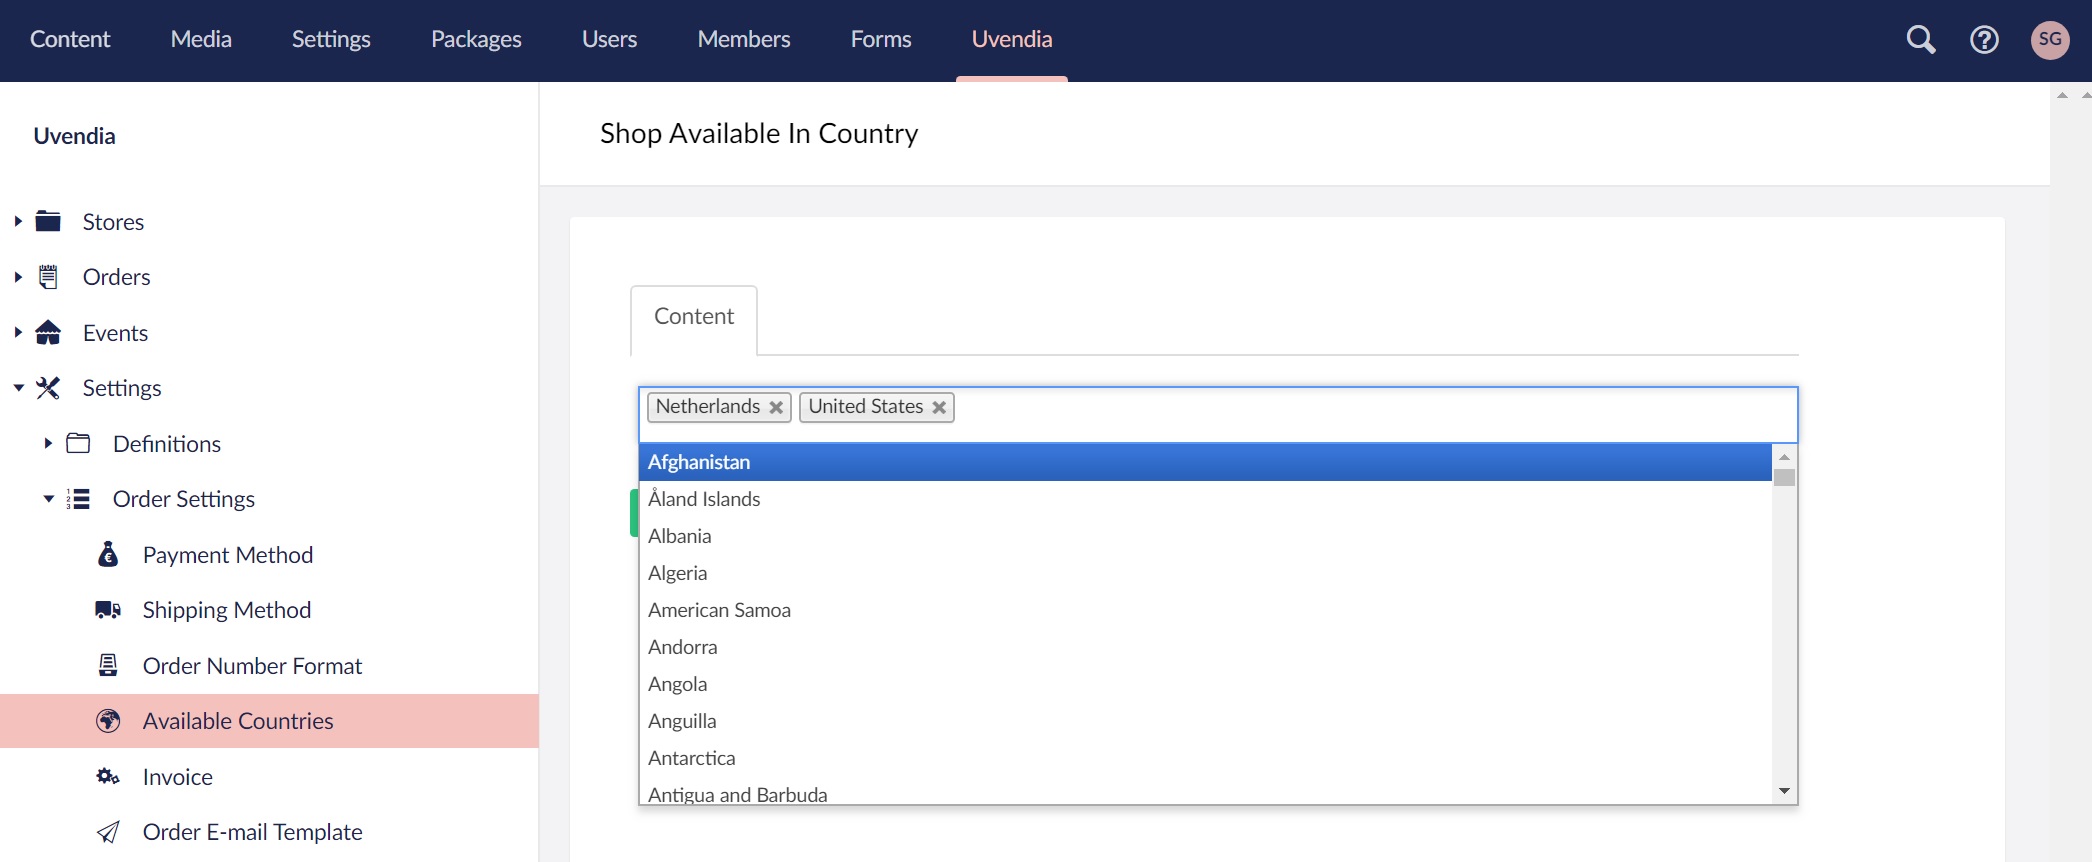 Content Media Settings Packages Users Members Forms Uvendia SG
Uvendia
Stores
Orders
Events
Settings
Definitions
Order Settings
Payment Method
Shipping Method
Order Number Format
Available Countries
Invoice
Order E-mail Template
Shop Available In Country
Content
Netherlands United States
Afghanistan
Åland Islands
Albania
Algeria
American Samoa
Andorra
Angola
Anguilla
Antarctica
Antigua and Barbuda